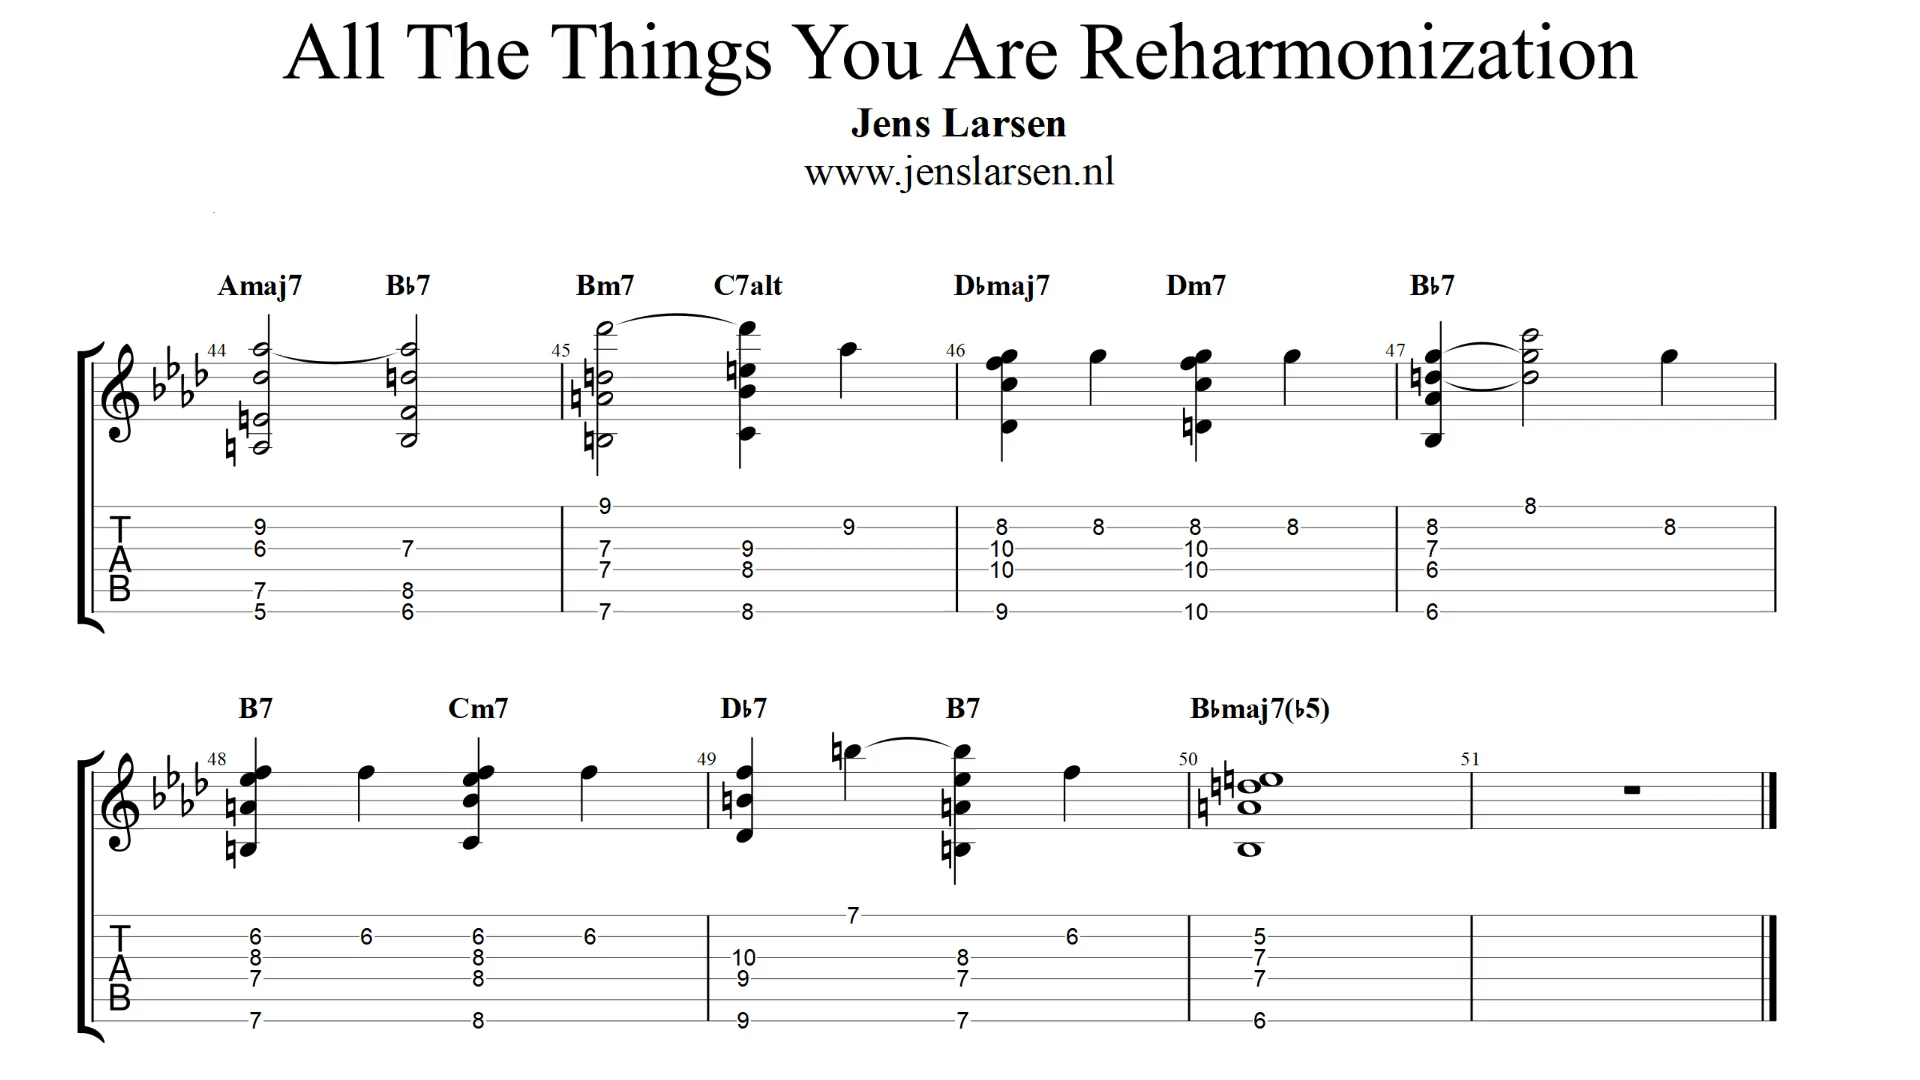 All The Things You Are Reharmonization
Jens Larsen
www.jenslarsen.nl
Amaj7 B♭7 Bm7 C7alt D♭maj7 Dm7 B♭7
44 45 46 47
9 8
T 9 9 8 8 8 8 8 8
A 6 7 7 9 10 10 7
7 8 10 10 6
B 7 8
5 6 7 8 9 10 6
B7 Cm7 D♭7 B7 B♭maj7(♭5)
48 49 50 51
7
T 6 6 6 6 6 5
A 8 8 10 8 7
7 8 9 7 7
B
7 8 9 7 6